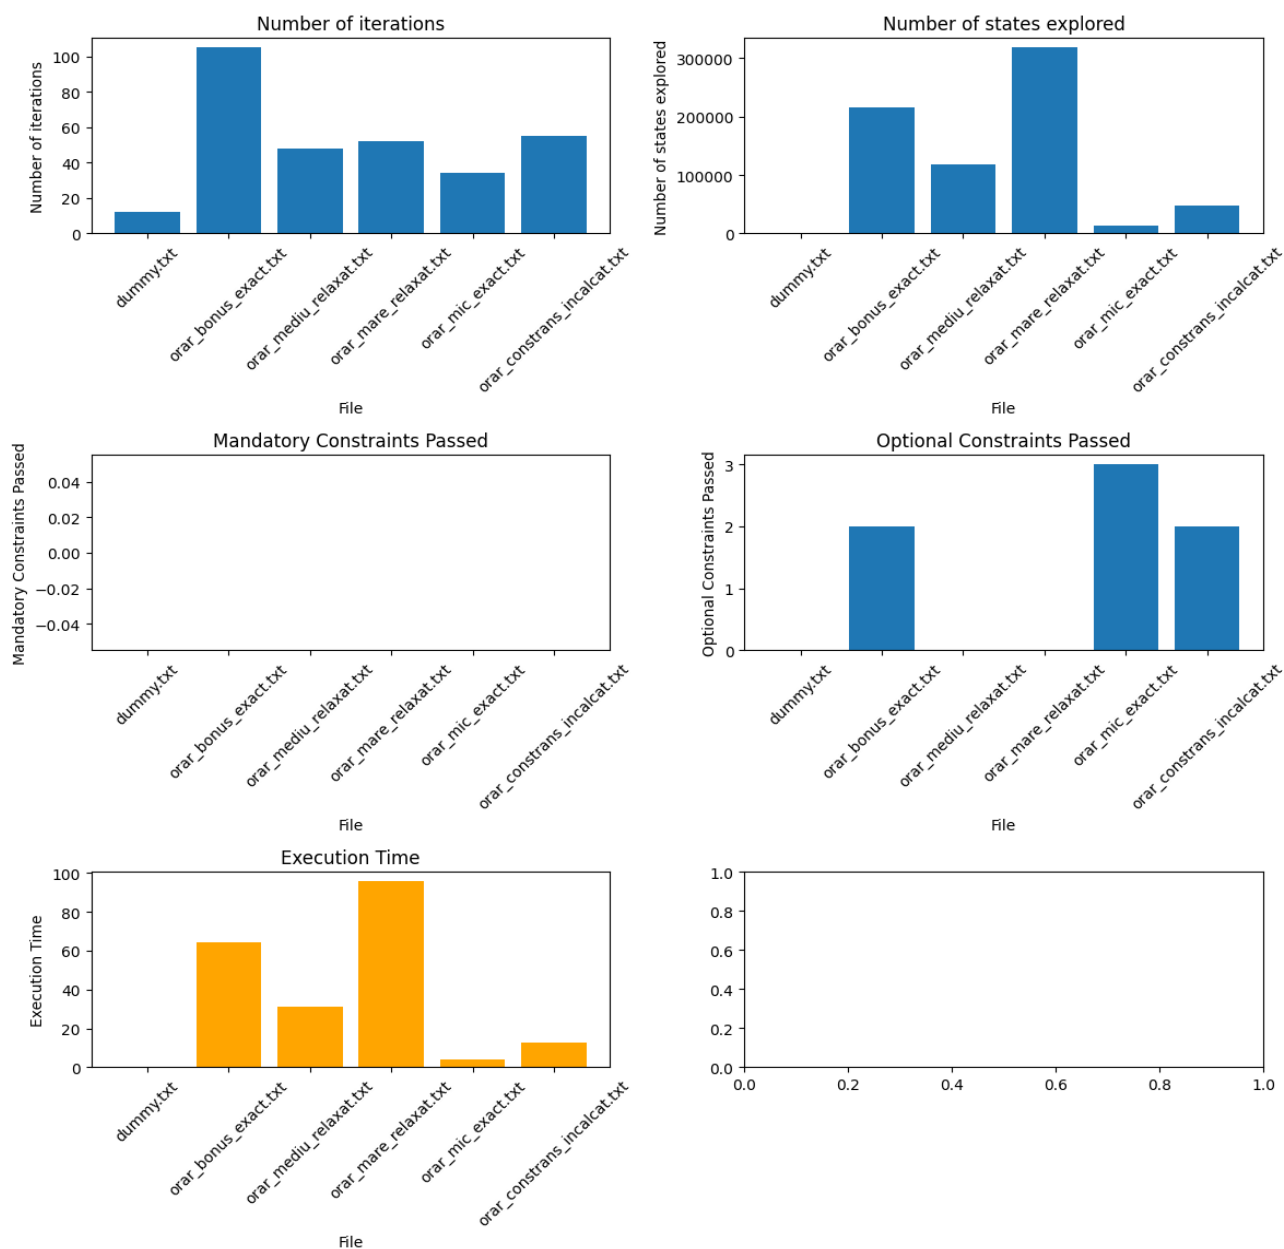 Number of iterations
Number of iterations
100
80
60
40
20
0
dummy.txt
orar_bonus_exact.txt
orar_mediu_relaxat.txt
orar_mare_relaxat.txt
orar_mic_exact.txt
orar_constrans_incalcat.txt
File
Number of states explored
Number of states explored
300000
200000
100000
0
dummy.txt
orar_bonus_exact.txt
orar_mediu_relaxat.txt
orar_mare_relaxat.txt
orar_mic_exact.txt
orar_constrans_incalcat.txt
File
Mandatory Constraints Passed
Mandatory Constraints Passed
0.04
0.02
0.00
−0.02
−0.04
dummy.txt
orar_bonus_exact.txt
orar_mediu_relaxat.txt
orar_mare_relaxat.txt
orar_mic_exact.txt
orar_constrans_incalcat.txt
File
Optional Constraints Passed
Optional Constraints Passed
3
2
1
0
dummy.txt
orar_bonus_exact.txt
orar_mediu_relaxat.txt
orar_mare_relaxat.txt
orar_mic_exact.txt
orar_constrans_incalcat.txt
File
Execution Time
Execution Time
100
80
60
40
20
0
dummy.txt
orar_bonus_exact.txt
orar_mediu_relaxat.txt
orar_mare_relaxat.txt
orar_mic_exact.txt
orar_constrans_incalcat.txt
File
1.0
0.8
0.6
0.4
0.2
0.0
0.0 0.2 0.4 0.6 0.8 1.0